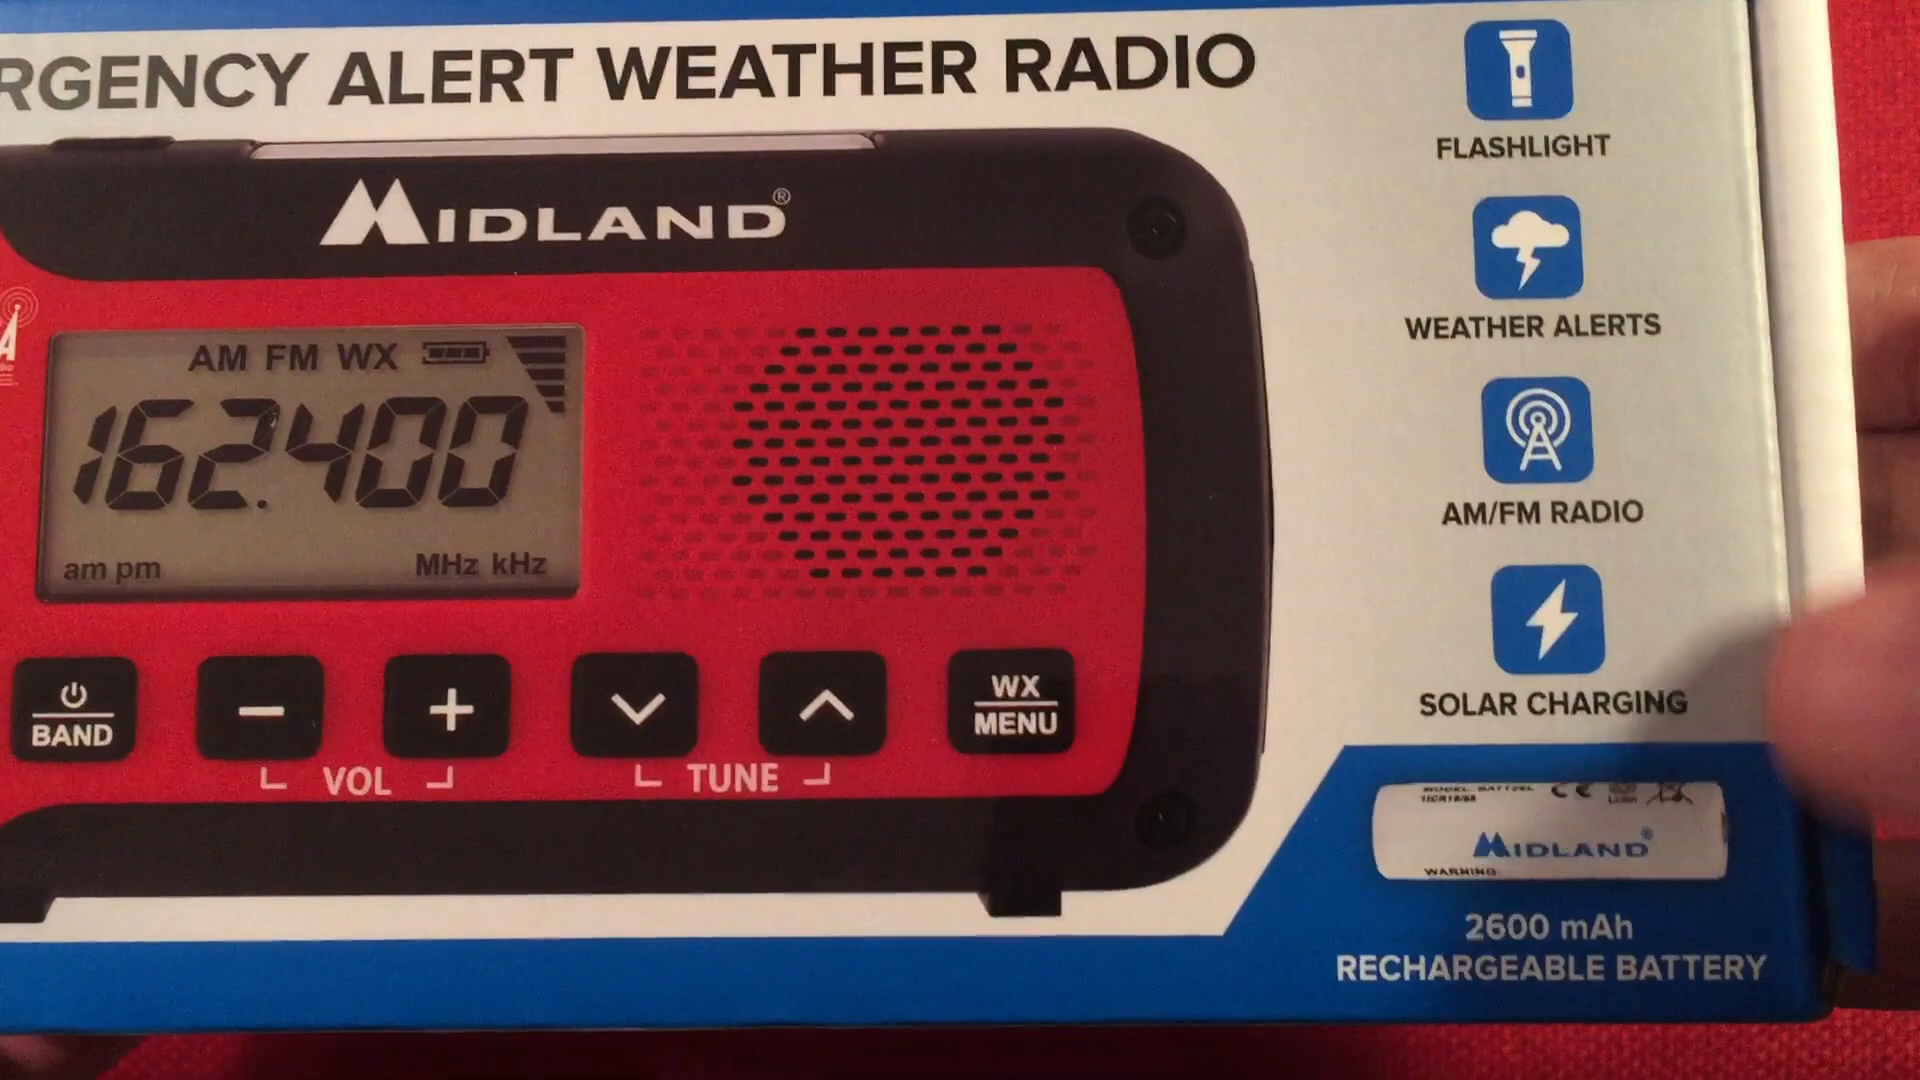 RGENCY ALERT WEATHER RADIO
FLASHLIGHT
MIDLAND®
WEATHER ALERTS
AM FM WX
162.400
am pm MHz kHz
AM/FM RADIO
BAND
WX
MENU
VOL
TUNE
SOLAR CHARGING
MIDLAND®
WARNING:
2600 mAh
RECHARGEABLE BATTERY